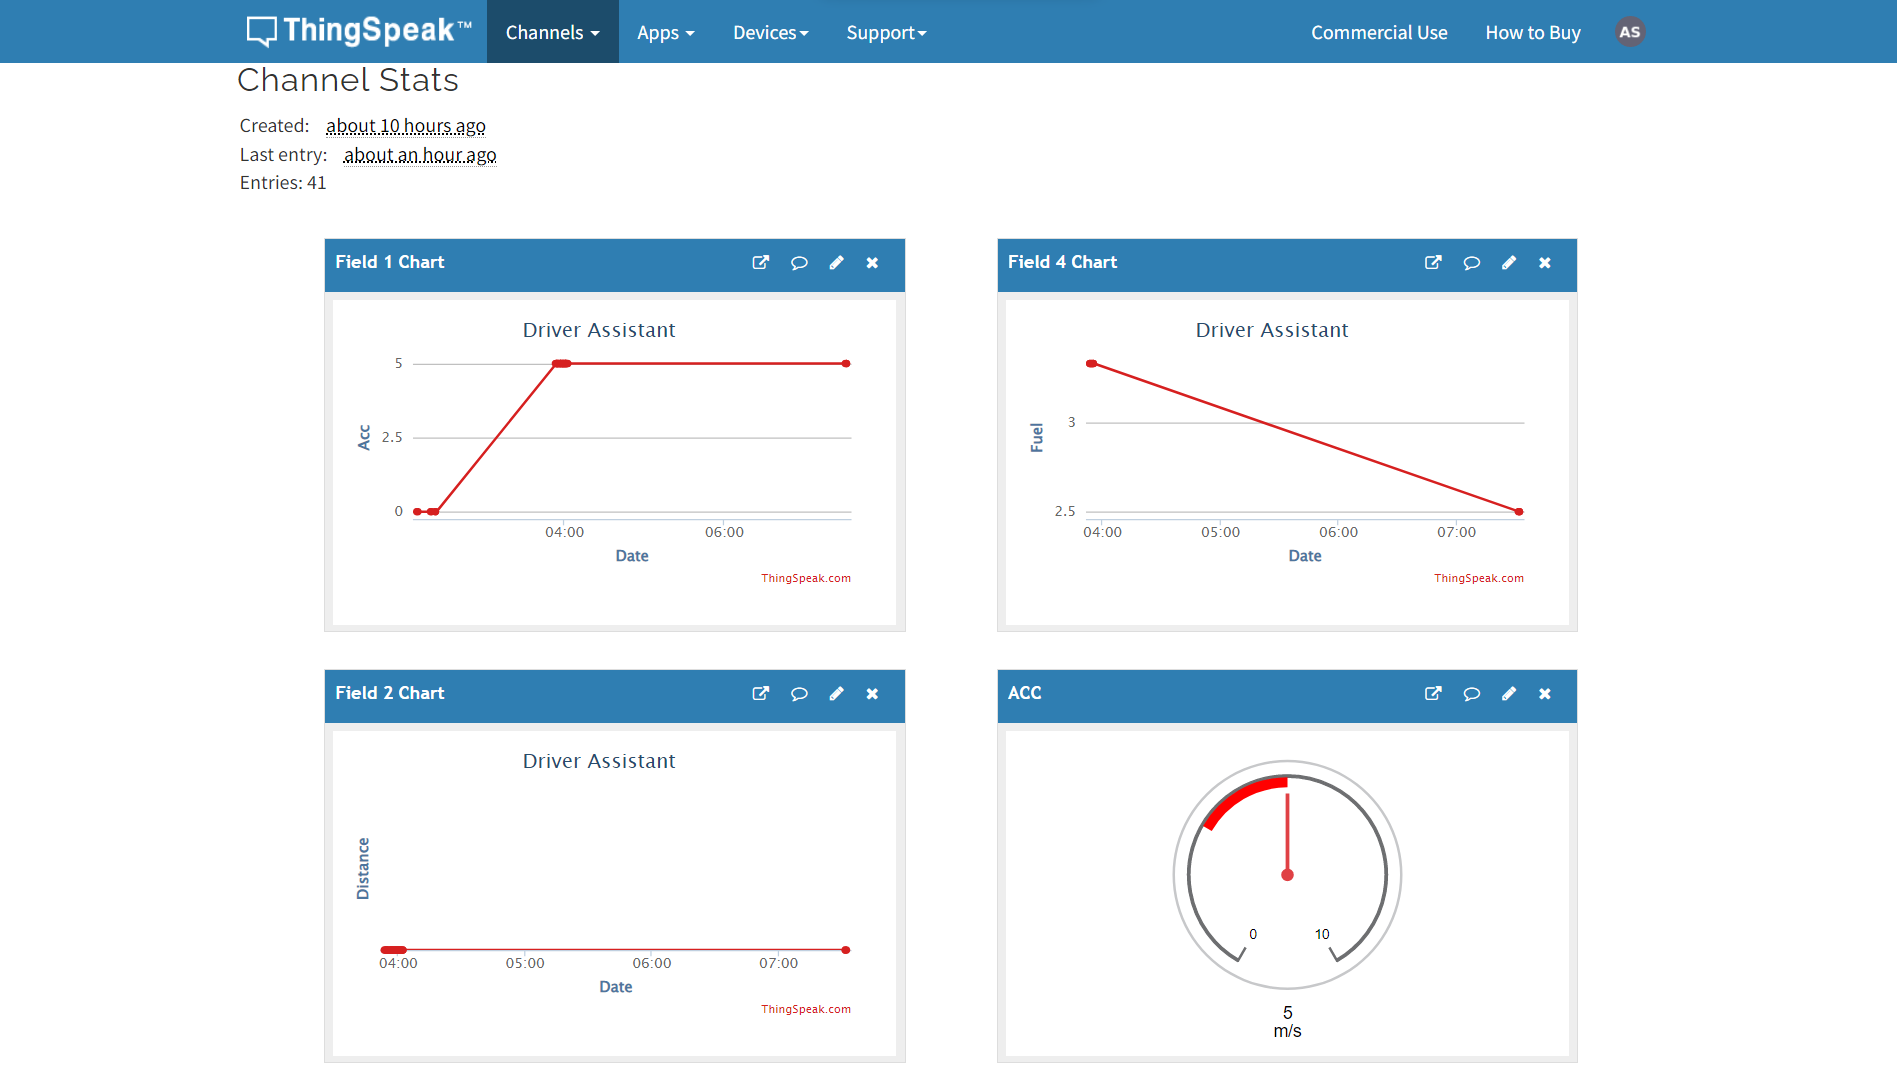 ThingSpeak™ Channels Apps Devices Support Commercial Use How to Buy AS
Channel Stats
Created: about 10 hours ago
Last entry: about an hour ago
Entries: 41
Field 1 Chart
Driver Assistant
5
2.5
0
Acc
04:00 06:00
Date
ThingSpeak.com
Field 4 Chart
Driver Assistant
3
2.5
Fuel
04:00 05:00 06:00 07:00
Date
ThingSpeak.com
Field 2 Chart
Driver Assistant
Distance
04:00 05:00 06:00 07:00
Date
ThingSpeak.com
ACC
0 10
5
m/s